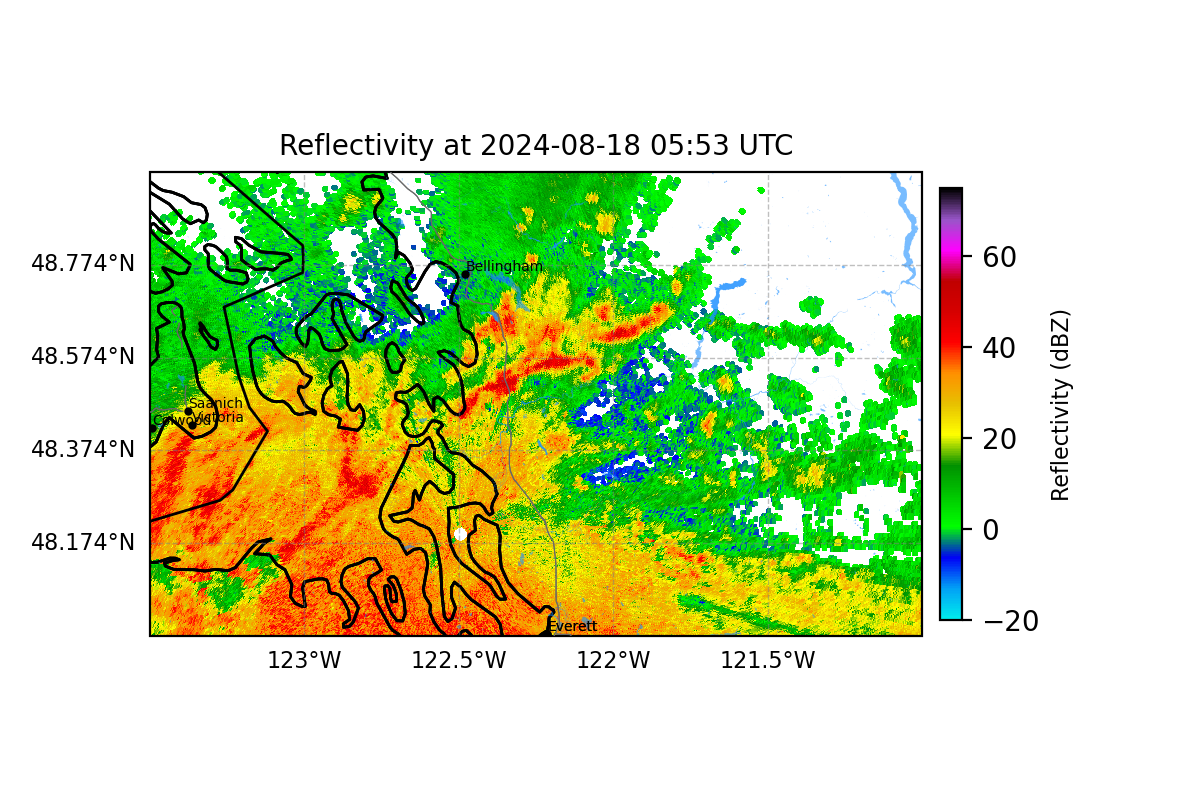 Reflectivity at 2024-08-18 05:53 UTC
48.774°N
48.574°N
48.374°N
48.174°N
Bellingham
Saanich
Victoria
Colwood
Everett
123°W
122.5°W
122°W
121.5°W
60
40
20
0
−20
Reflectivity (dBZ)